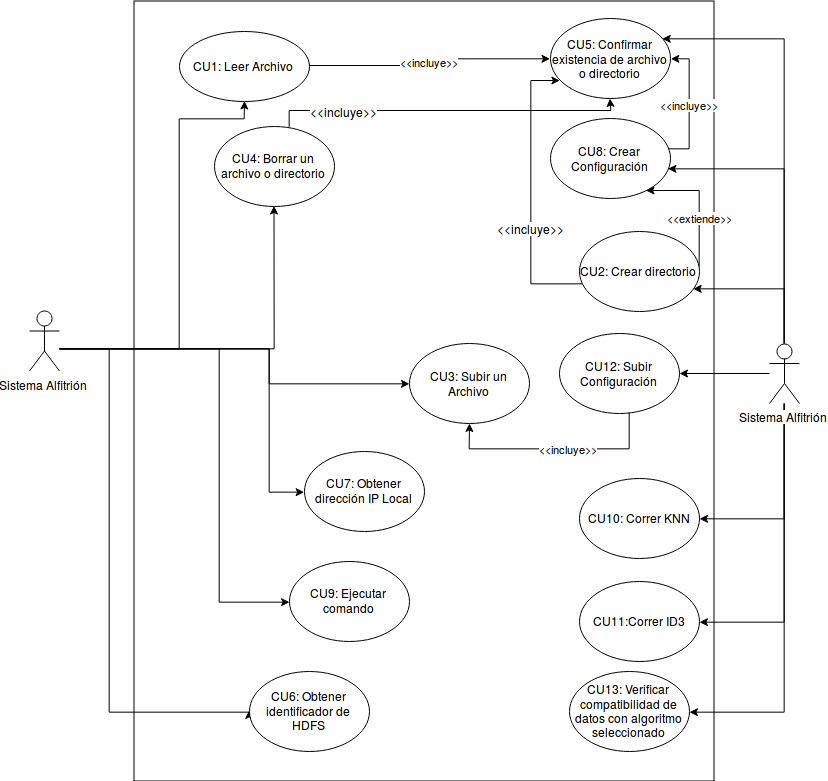 CU5: Confirmar
existencia de archivo
o directorio
CU1: Leer Archivo
<<incluye>>
<<incluye>>
<<incluye>>
CU4: Borrar un
archivo o directorio
CU8: Crear
Configuración
<<extiende>>
<<incluye>>
CU2: Crear directorio
Sistema Alfitrión
CU3: Subir un
Archivo
CU12: Subir
Configuración
Sistema Alfitrión
<<incluye>>
CU7: Obtener
dirección IP Local
CU10: Correr KNN
CU9: Ejecutar
comando
CU11:Correr ID3
CU6: Obtener
identificador de
HDFS
CU13: Verificar
compatibilidad de
datos con algoritmo
seleccionado